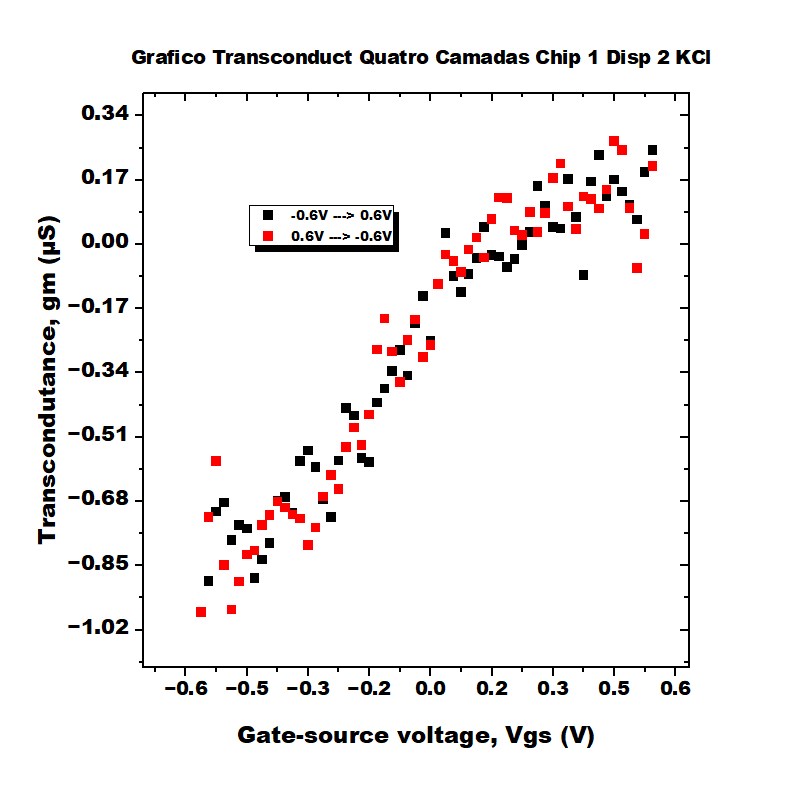 Grafico Transconduct Quatro Camadas Chip 1 Disp 2 KCl
0.34
0.17
0.00
−0.17
−0.34
−0.51
−0.68
−0.85
−1.02
-0.6V ---> 0.6V
0.6V ---> -0.6V
Transcondutance, gm (µS)
−0.6 −0.5 −0.3 −0.2 0.0 0.2 0.3 0.5 0.6
Gate-source voltage, Vgs (V)